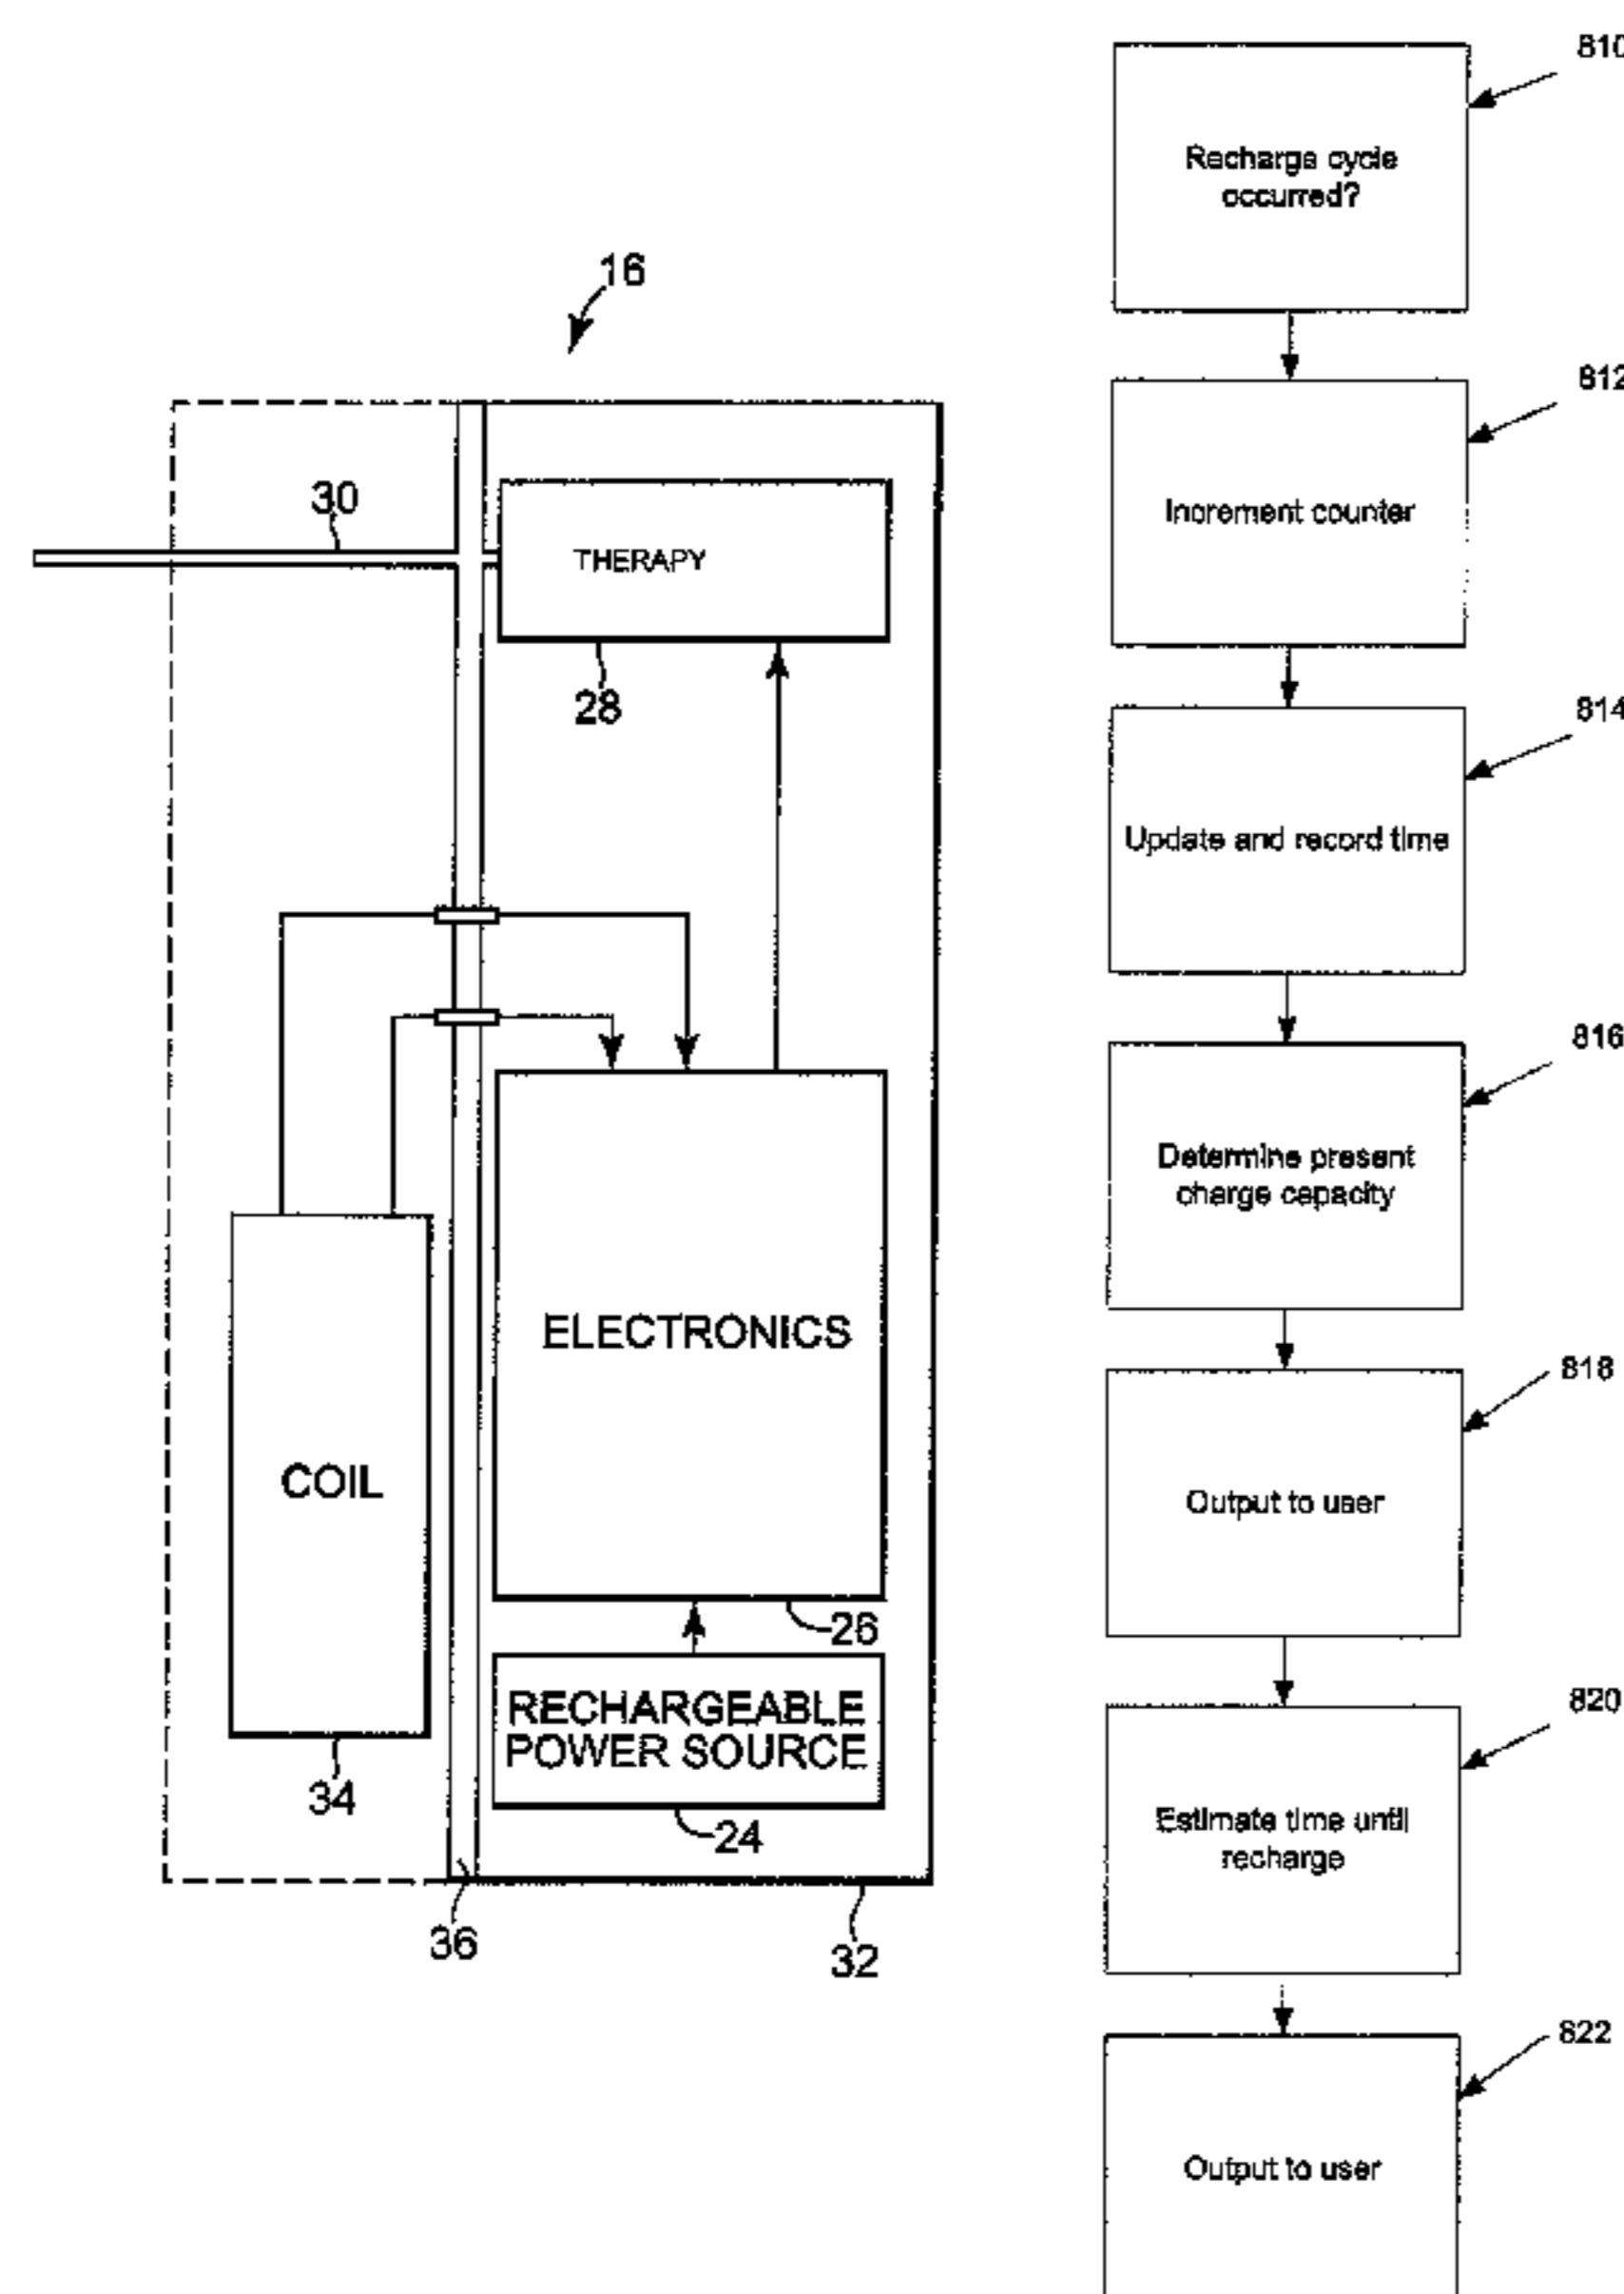 16
30
THERAPY
28
ELECTRONICS
COIL
26
RECHARGEABLE
POWER SOURCE
34
24
36
32
810
Recharge cycle
occurred?
812
Increment counter
814
Update and record time
816
Determine present
charge capacity
818
Output to user
820
Estimate time until
recharge
822
Output to user